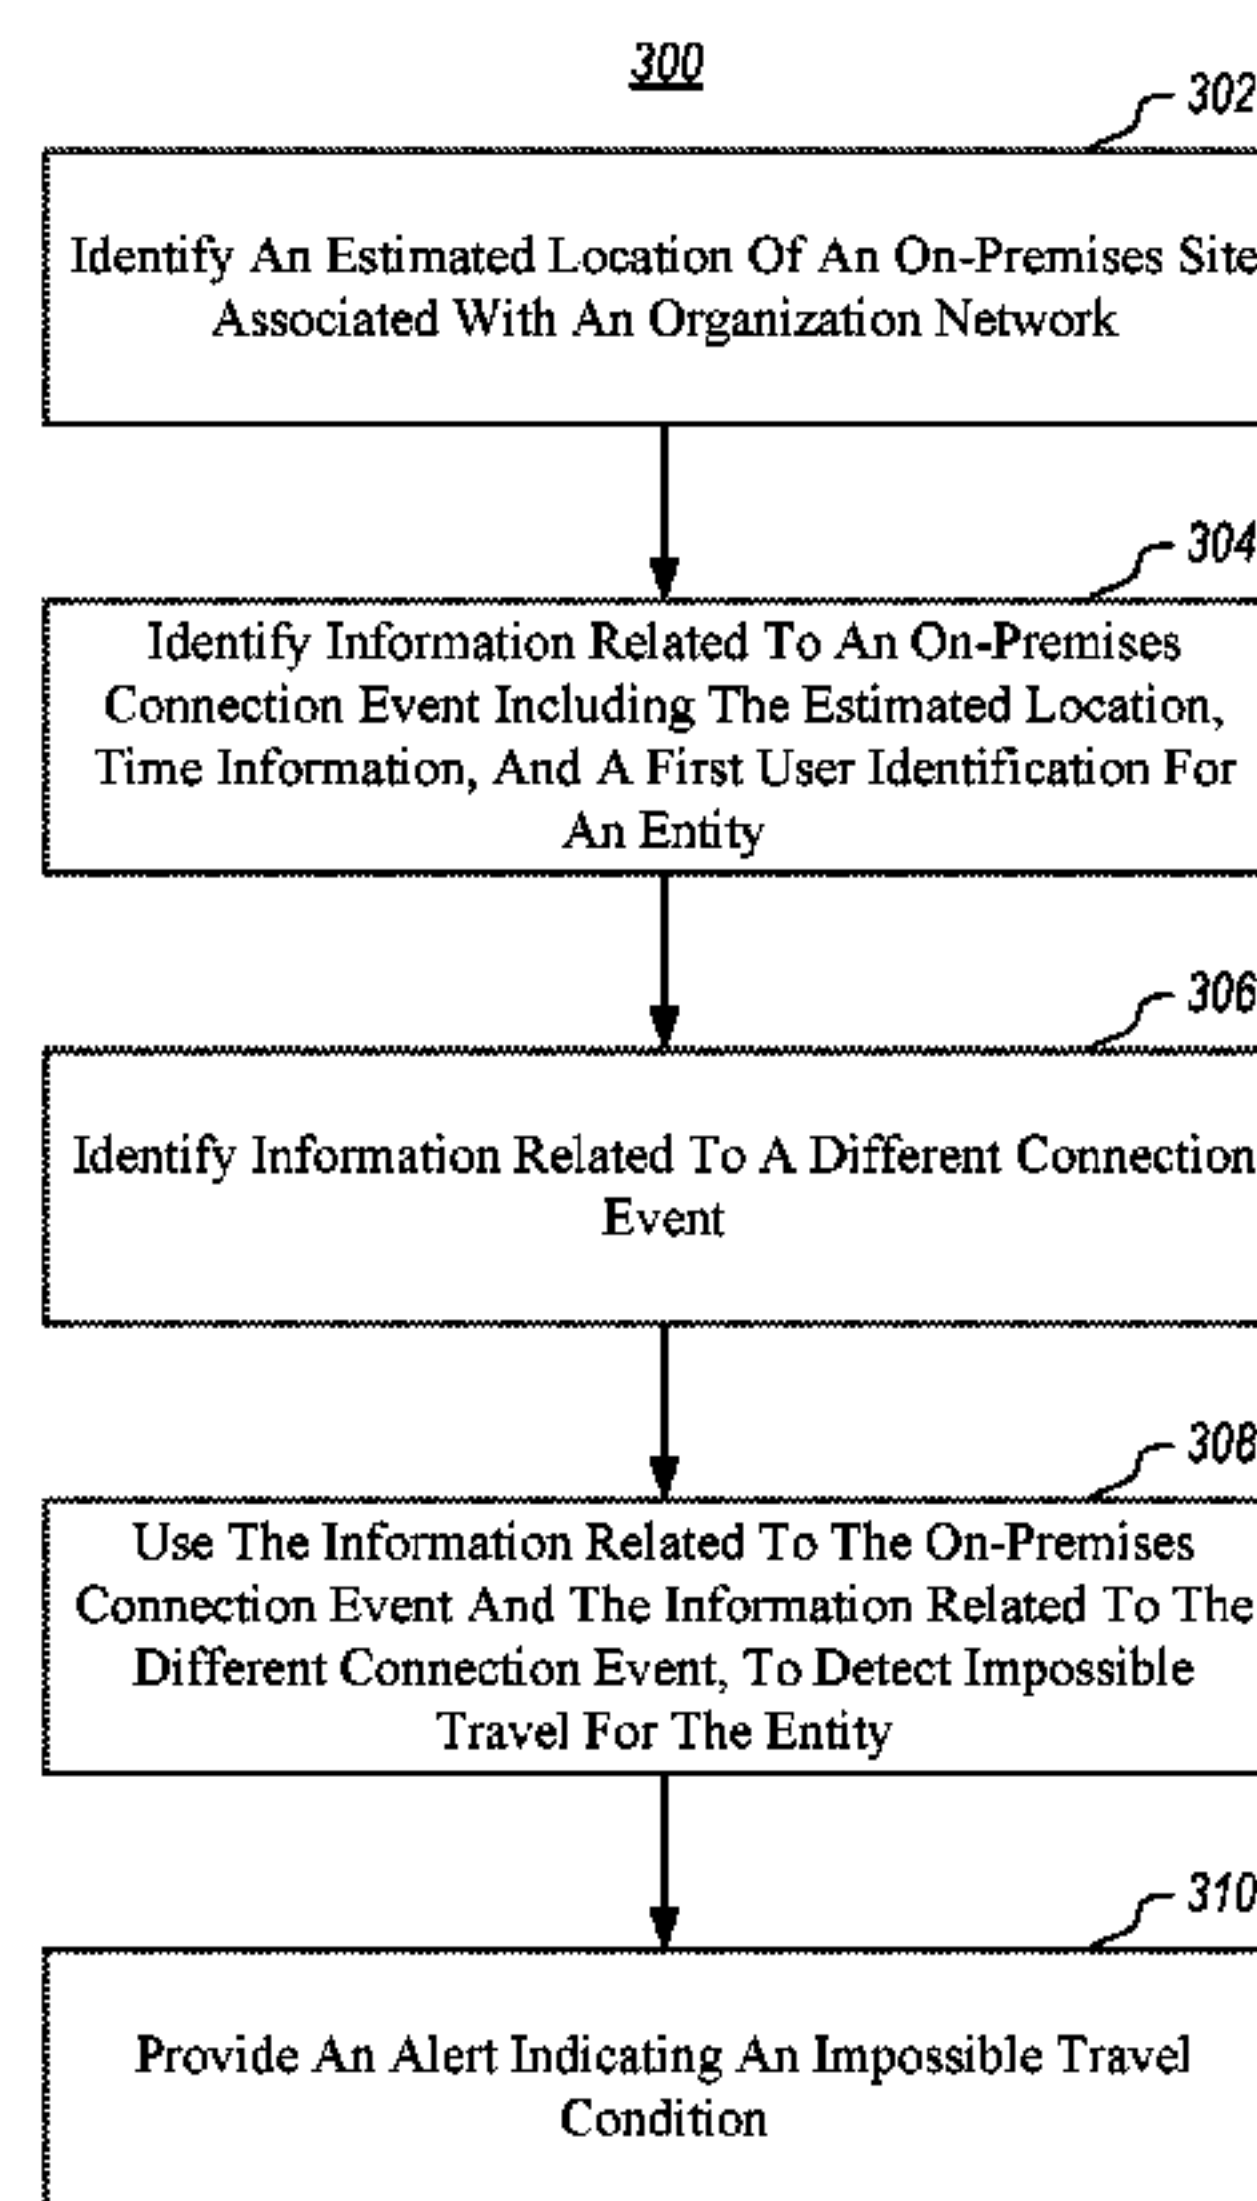 300
302
Identify An Estimated Location Of An On-Premises Site
Associated With An Organization Network
304
Identify Information Related To An On-Premises
Connection Event Including The Estimated Location,
Time Information, And A First User Identification For
An Entity
306
Identify Information Related To A Different Connection
Event
308
Use The Information Related To The On-Premises
Connection Event And The Information Related To The
Different Connection Event, To Detect Impossible
Travel For The Entity
310
Provide An Alert Indicating An Impossible Travel
Condition